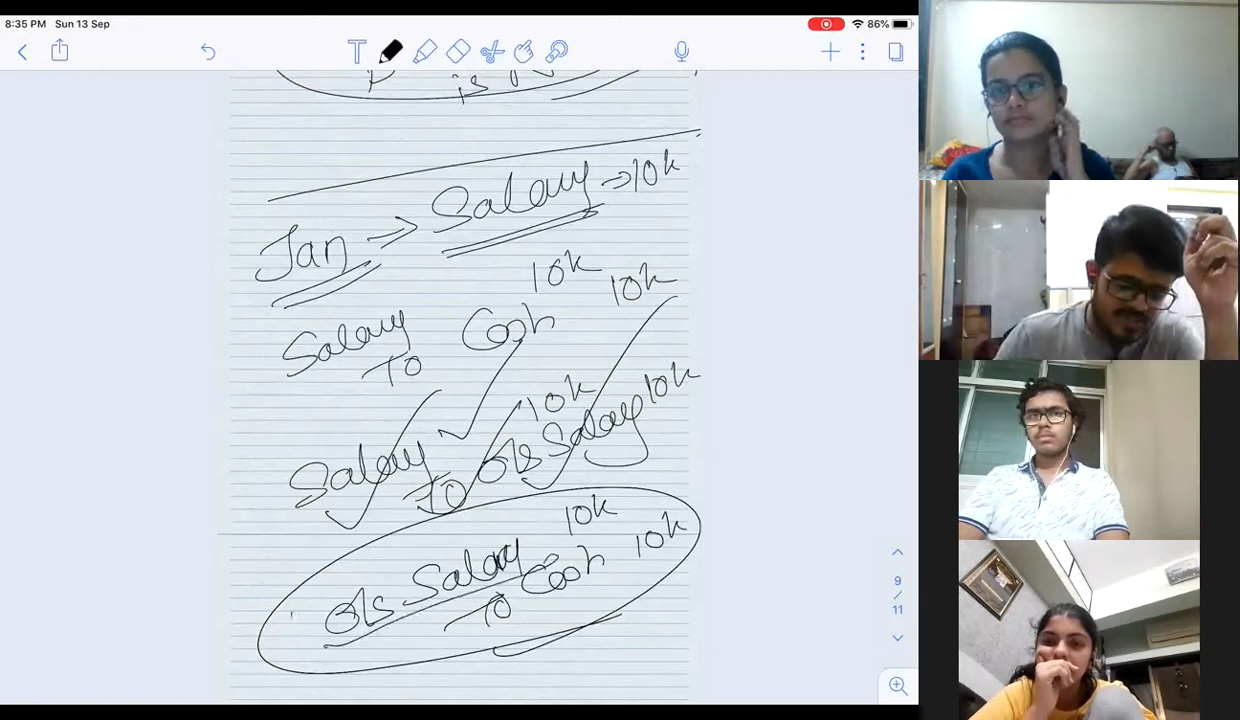 8:35 PM Sun 13 Sep
86%
T
is
Jan => Salary => 10k
Salary 10k
To Cash 10k
Salary 10k
To O/s Salary 10k
O/s Salary 10k
To Cash 10k
9
/
11